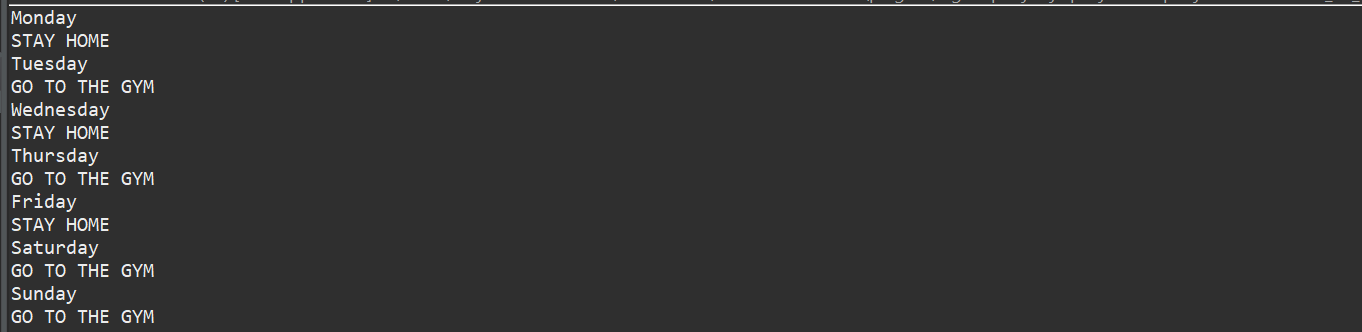 Monday
STAY HOME
Tuesday
GO TO THE GYM
Wednesday
STAY HOME
Thursday
GO TO THE GYM
Friday
STAY HOME
Saturday
GO TO THE GYM
Sunday
GO TO THE GYM